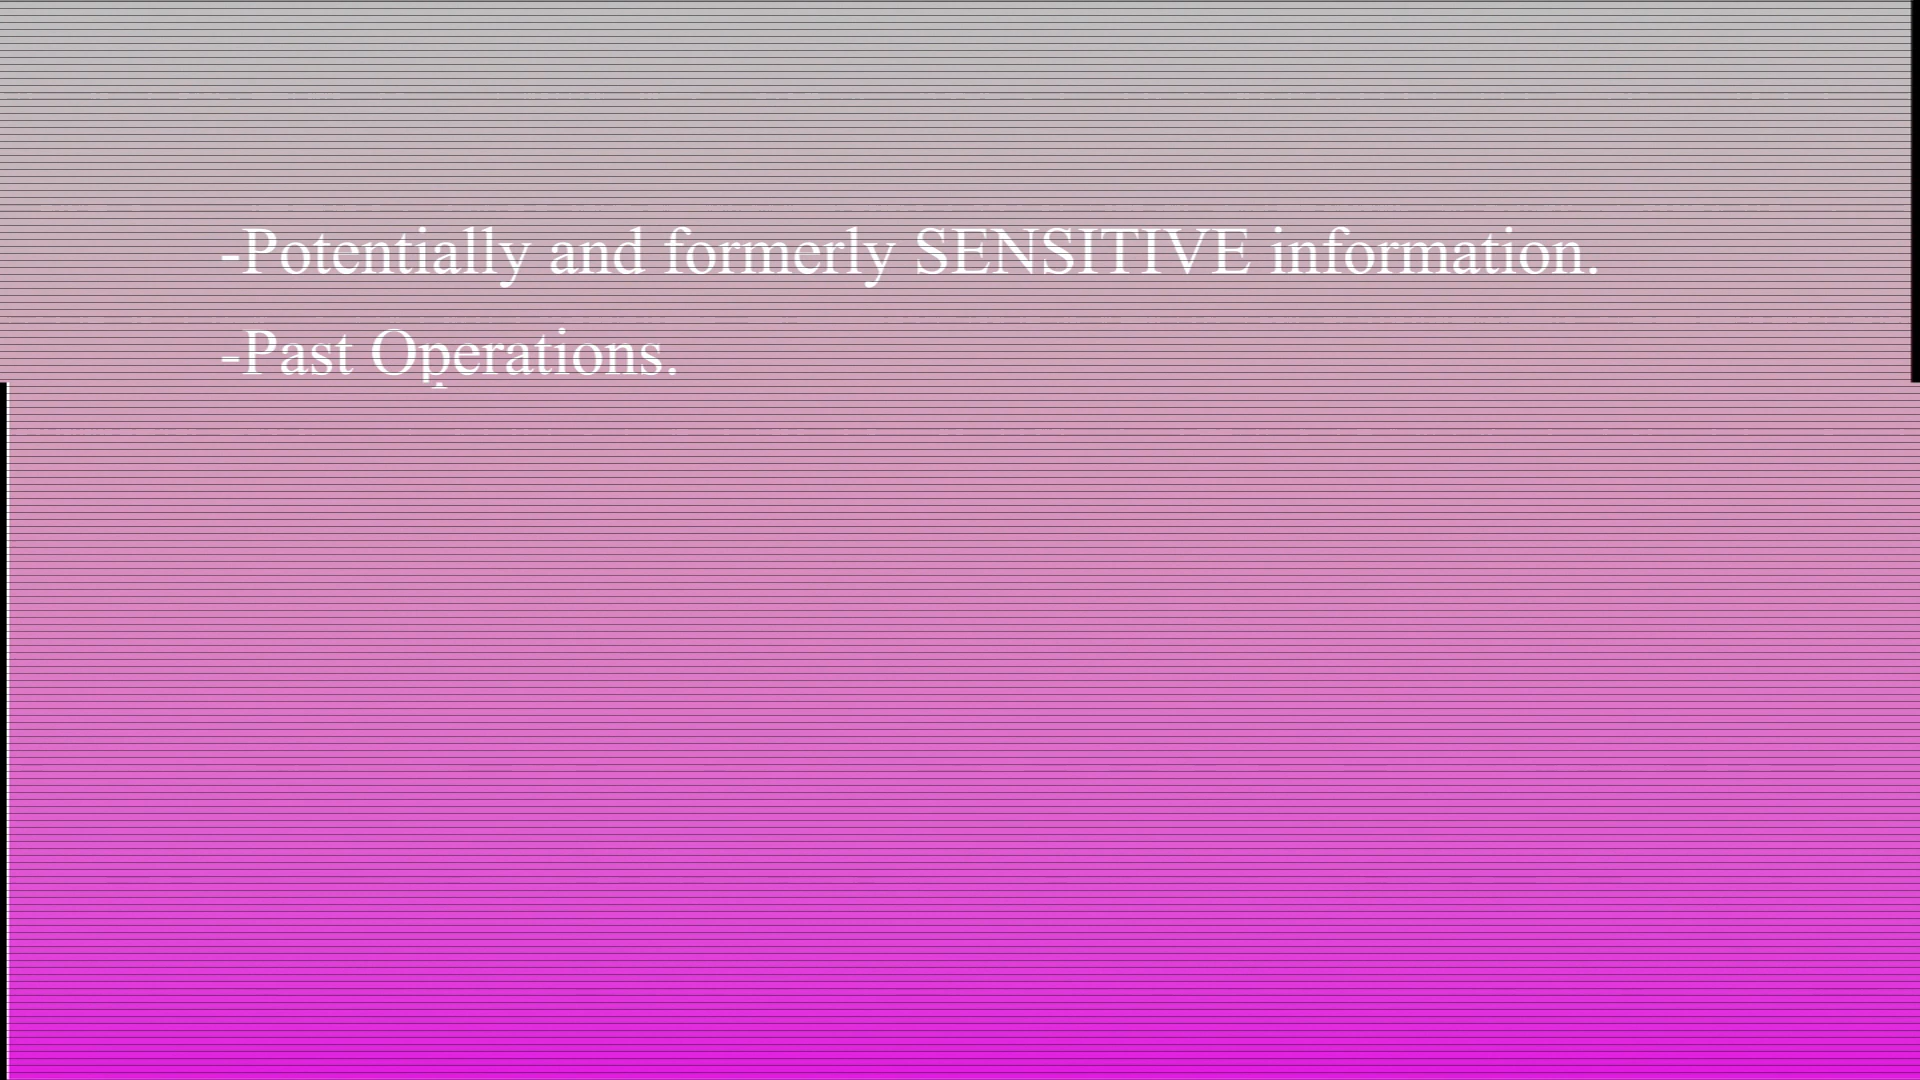 -Potentially and formerly SENSITIVE information.
-Past Operations.